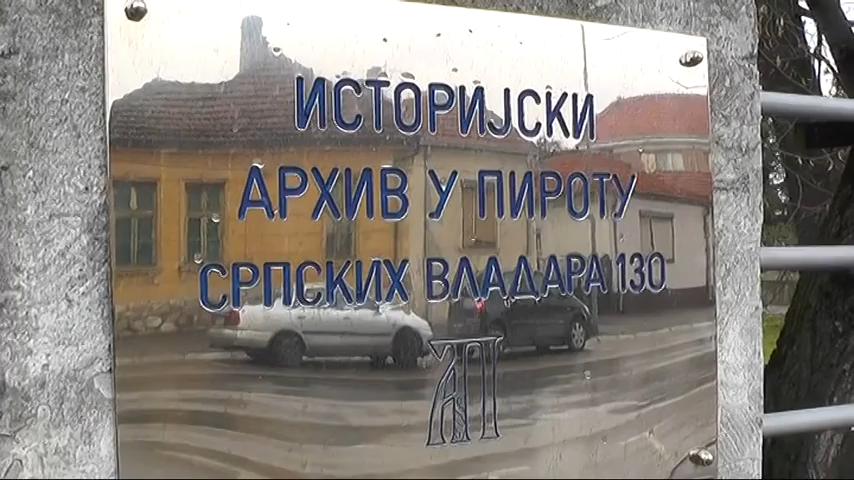 ИСТОРИЈСКИ
АРХИВ У ПИРОТУ
СРПСКИХ ВЛАДАРА 130